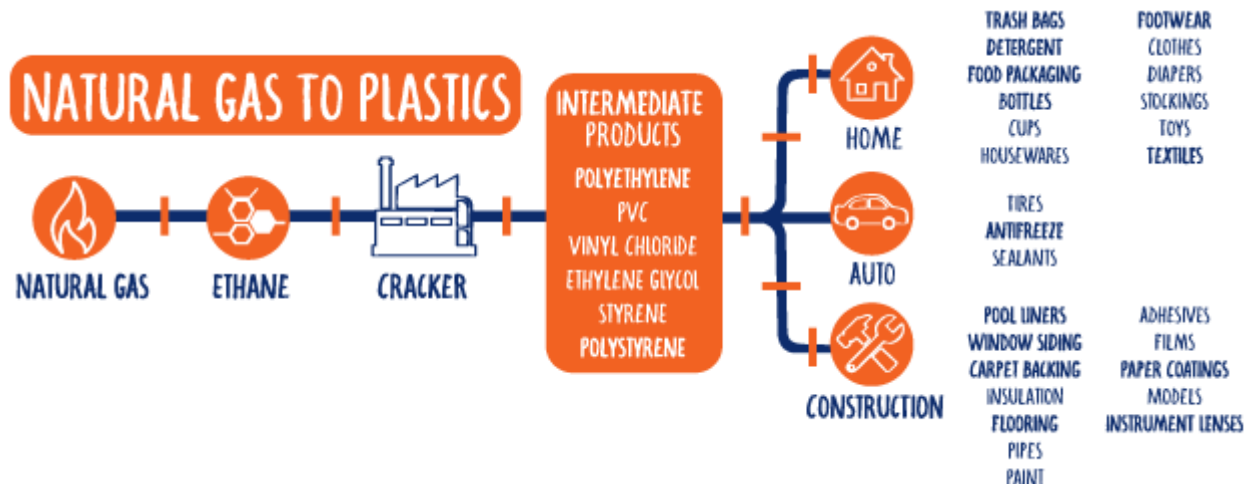 NATURAL GAS TO PLASTICS
NATURAL GAS
ETHANE
CRACKER
INTERMEDIATE
PRODUCTS
POLYETHYLENE
PVC
VINYL CHLORIDE
ETHYLENE GLYCOL
STYRENE
POLYSTYRENE
HOME
TRASH BAGS
DETERGENT
FOOD PACKAGING
BOTTLES
CUPS
HOUSEWARES
FOOTWEAR
CLOTHES
DIAPERS
STOCKINGS
TOYS
TEXTILES
AUTO
TIRES
ANTIFREEZE
SEALANTS
CONSTRUCTION
POOL LINERS
WINDOW SIDING
CARPET BACKING
INSULATION
FLOORING
PIPES
PAINT
ADHESIVES
FILMS
PAPER COATINGS
MODELS
INSTRUMENT LENSES